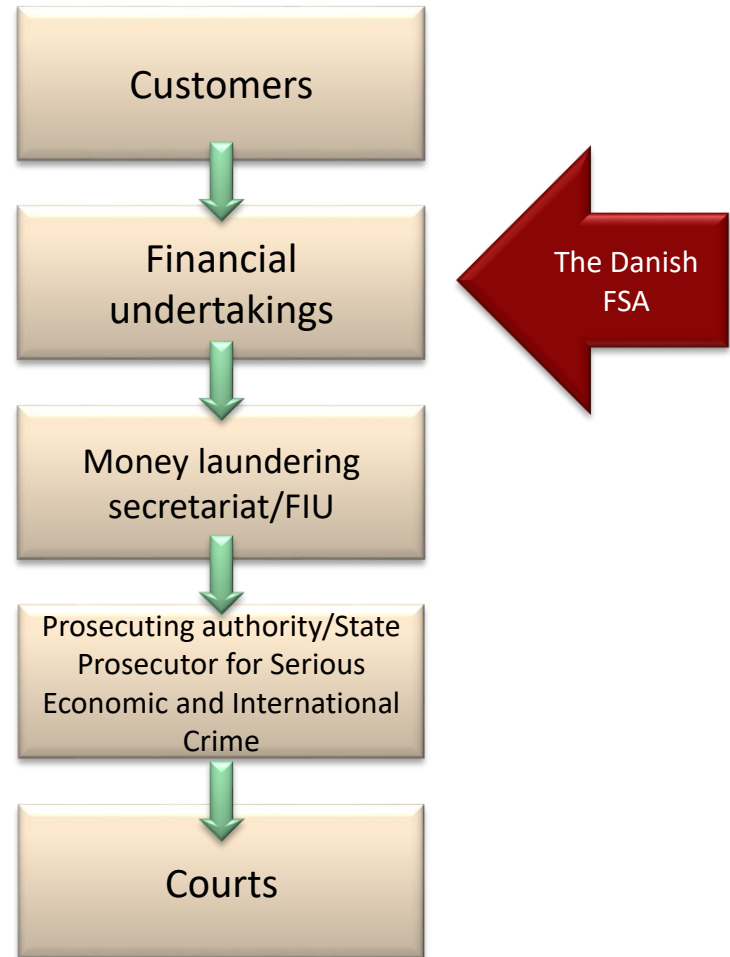 Customers
Financial
undertakings
The Danish
FSA
Money laundering
secretariat/FIU
Prosecuting authority/State
Prosecutor for Serious
Economic and International
Crime
Courts